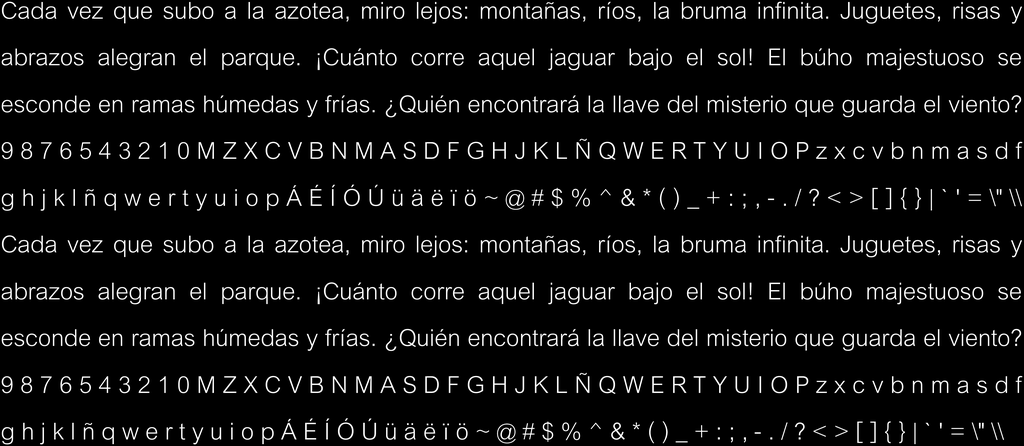 Cada vez que subo a la azotea, miro lejos: montañas, ríos, la bruma infinita. Juguetes, risas y
abrazos alegran el parque. ¡Cuánto corre aquel jaguar bajo el sol! El búho majestuoso se
esconde en ramas húmedas y frías. ¿Quién encontrará la llave del misterio que guarda el viento?
9 8 7 6 5 4 3 2 1 0 M Z X C V B N M A S D F G H J K L Ñ Q W E R T Y U I O P z x c v b n m a s d f
g h j k l ñ q w e r t y u i o p Á É Í Ó Ú ü ä ë ï ö ~ @ # $ % ^ & * ( ) _ + : ; , - . / ? < > [ ] { } | ` ' = \" \\
Cada vez que subo a la azotea, miro lejos: montañas, ríos, la bruma infinita. Juguetes, risas y
abrazos alegran el parque. ¡Cuánto corre aquel jaguar bajo el sol! El búho majestuoso se
esconde en ramas húmedas y frías. ¿Quién encontrará la llave del misterio que guarda el viento?
9 8 7 6 5 4 3 2 1 0 M Z X C V B N M A S D F G H J K L Ñ Q W E R T Y U I O P z x c v b n m a s d f
g h j k l ñ q w e r t y u i o p Á É Í Ó Ú ü ä ë ï ö ~ @ # $ % ^ & * ( ) _ + : ; , - . / ? < > [ ] { } | ` ' = \" \\